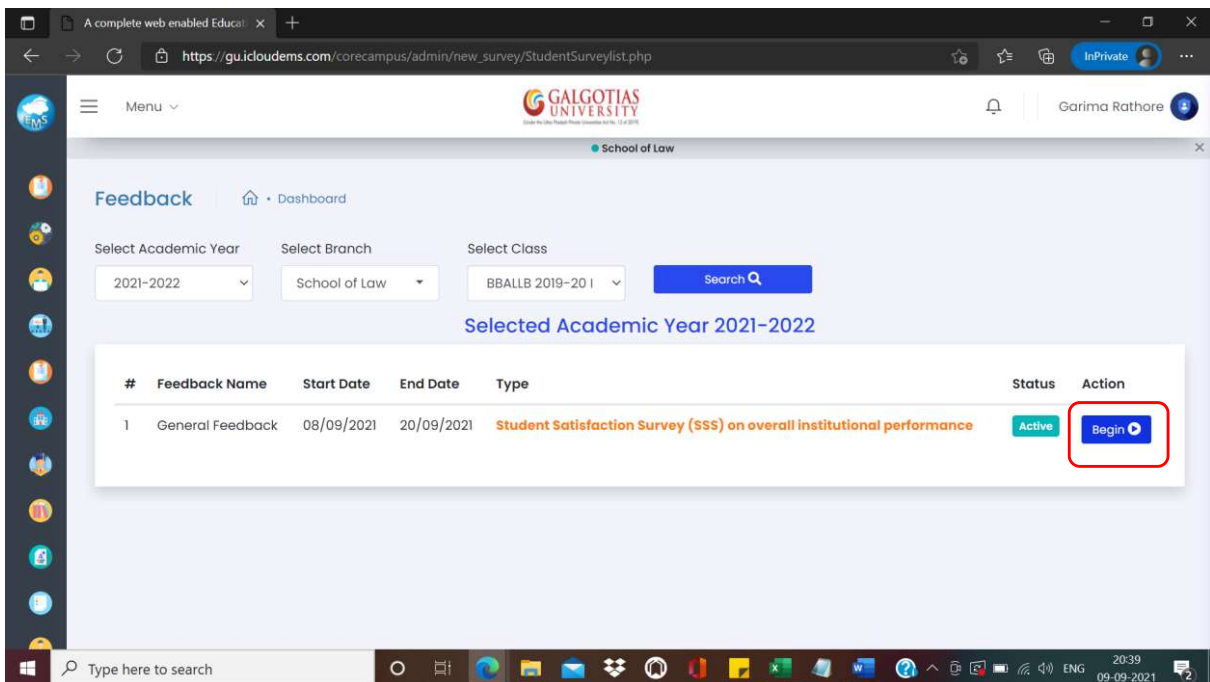 A complete web enabled Educati
https://gu.icloudems.com/corecampus/admin/new_survey/StudentSurveylist.php
InPrivate
EMS
Menu
GALGOTIAS
UNIVERSITY
Garima Rathore
School of Law
Feedback
Dashboard
Select Academic Year Select Branch Select Class
2021-2022 School of Law BBALLB 2019-20 I Search
Selected Academic Year 2021-2022
# Feedback Name Start Date End Date Type Status Action
1 General Feedback 08/09/2021 20/09/2021 Student Satisfaction Survey (SSS) on overall institutional performance Active Begin
Type here to search
ENG
20:39
09-09-2021
2